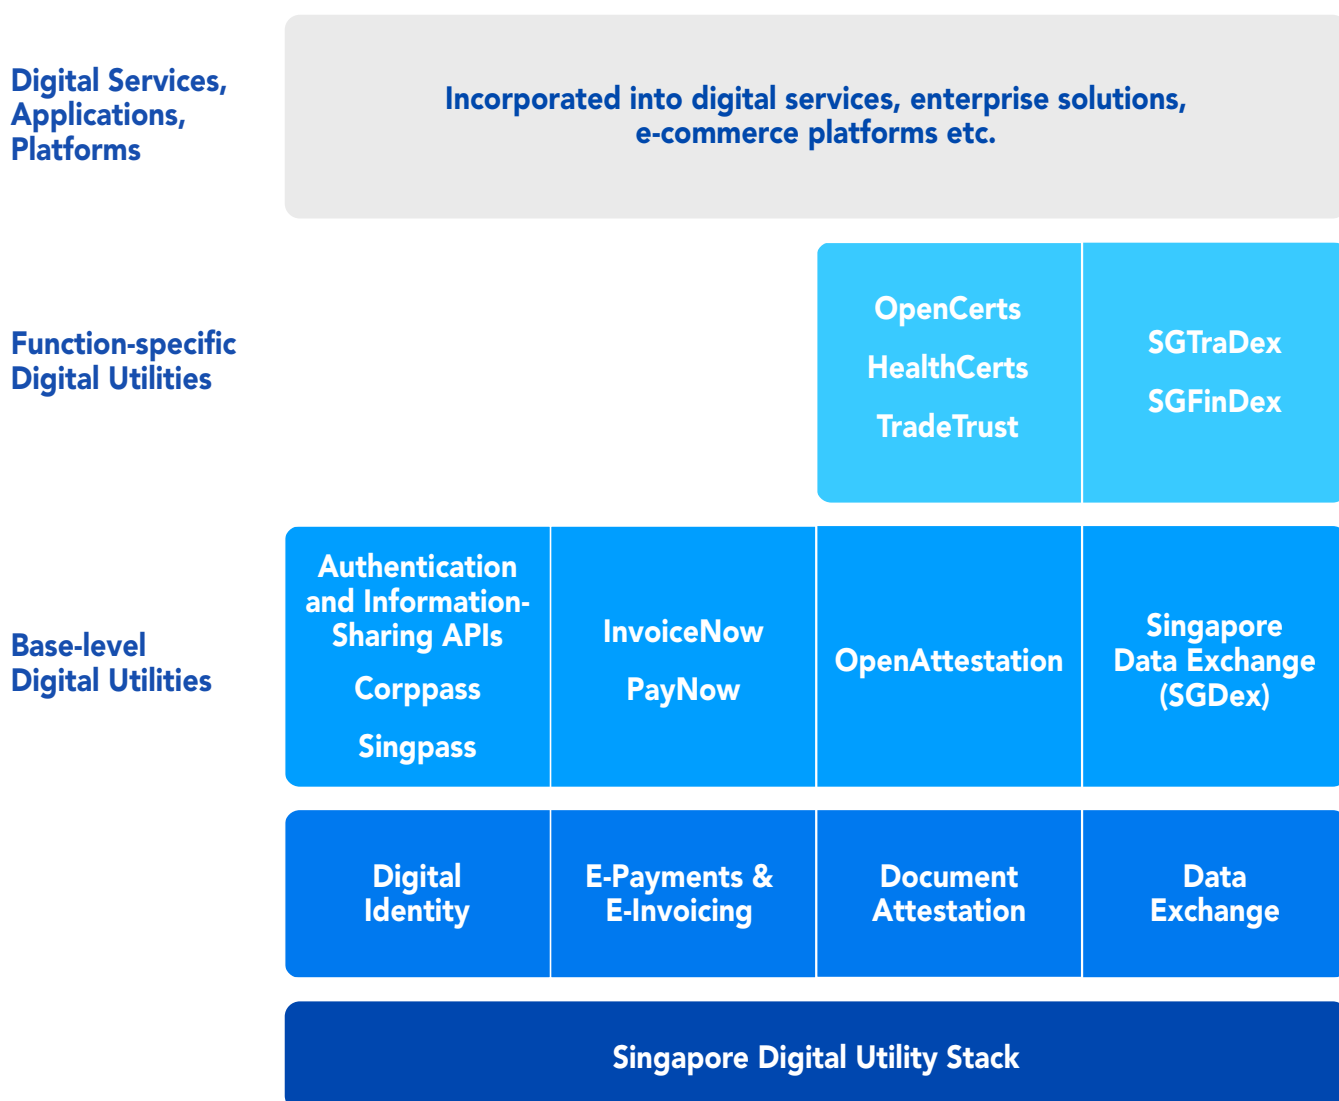 Digital Services,
Applications,
Platforms
Incorporated into digital services, enterprise solutions,
e-commerce platforms etc.
Function-specific
Digital Utilities
OpenCerts
HealthCerts
TradeTrust
SGTraDex
SGFinDex
Base-level
Digital Utilities
Authentication
and Information-
Sharing APIs
Corppass
Singpass
InvoiceNow
PayNow
OpenAttestation
Singapore
Data Exchange
(SGDex)
Digital
Identity
E-Payments &
E-Invoicing
Document
Attestation
Data
Exchange
Singapore Digital Utility Stack